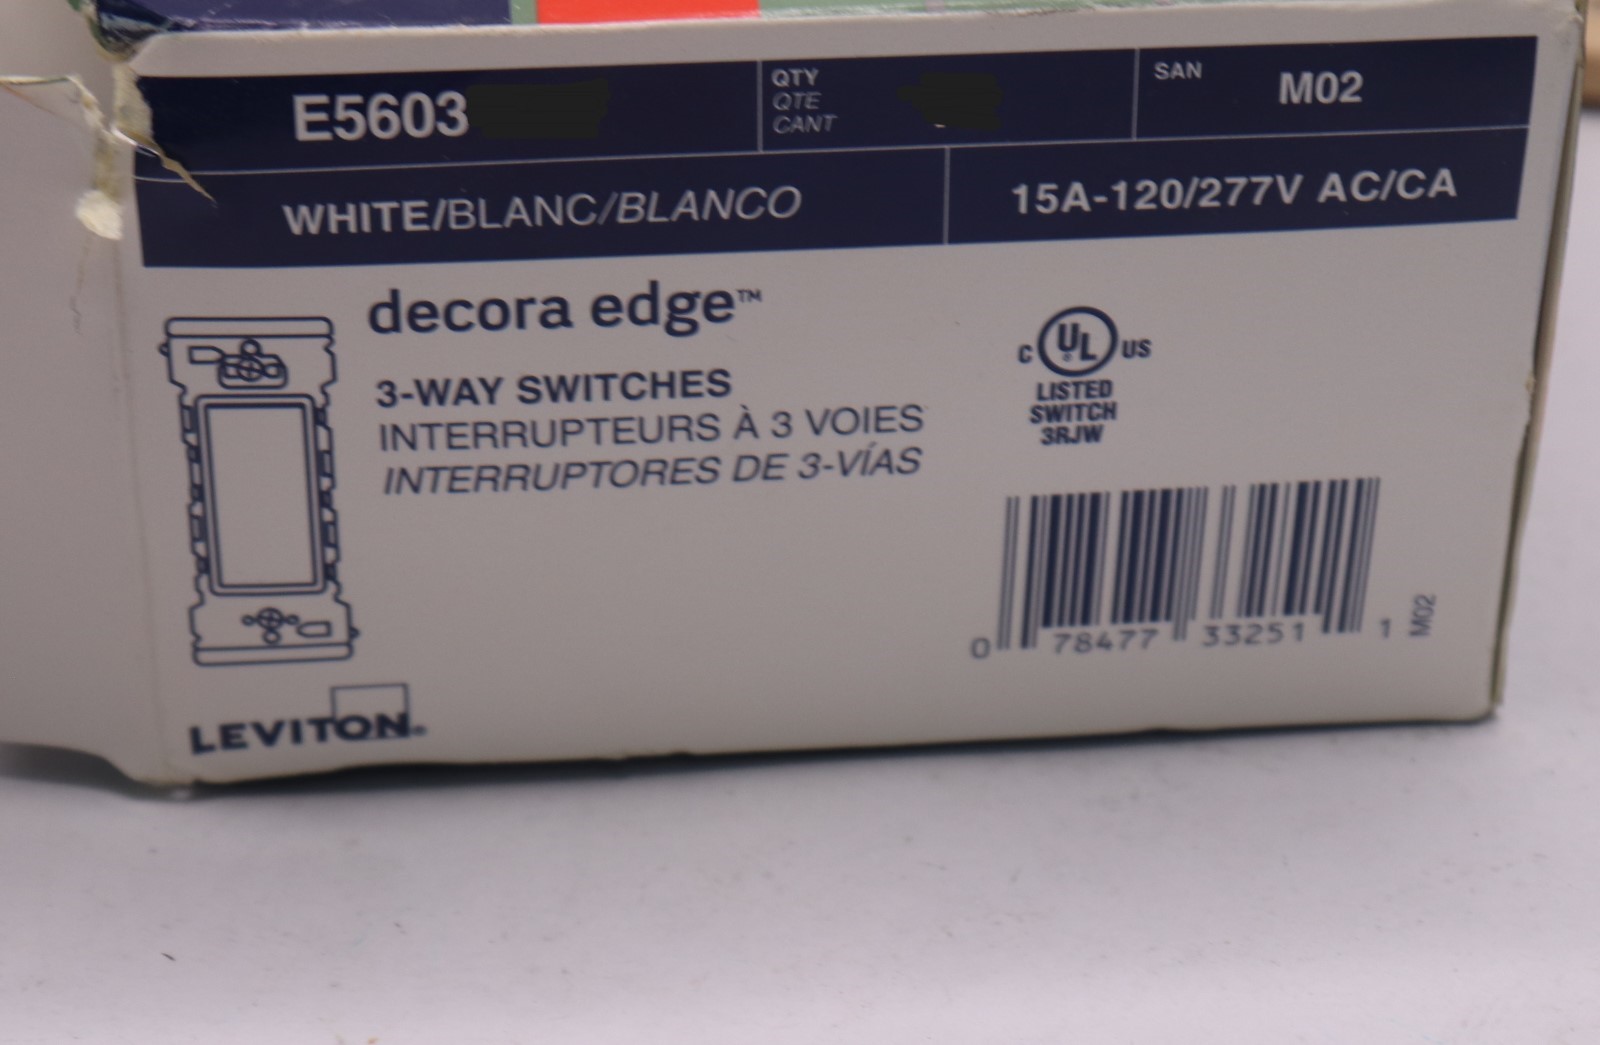 E5603
QTY
QTE
CANT
SAN
M02
WHITE/BLANC/BLANCO
15A-120/277V AC/CA
decora edge™
3-WAY SWITCHES
INTERRUPTEURS À 3 VOIES
INTERRUPTORES DE 3-VÍAS
C UL® US
LISTED
SWITCH
3RJW
0 78477 33251 1
M02
LEVITON®